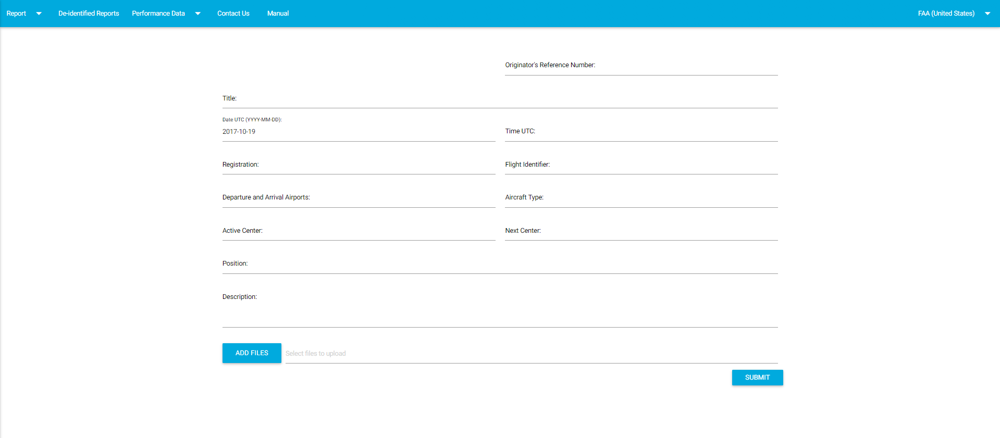 Report De-identified Reports Performance Data Contact Us Manual FAA (United States)
Originator's Reference Number:
Title:
Date UTC (YYYY-MM-DD):
2017-10-19 Time UTC:
Registration: Flight Identifier:
Departure and Arrival Airports: Aircraft Type:
Active Center: Next Center:
Position:
Description:
ADD FILES Select files to upload
SUBMIT